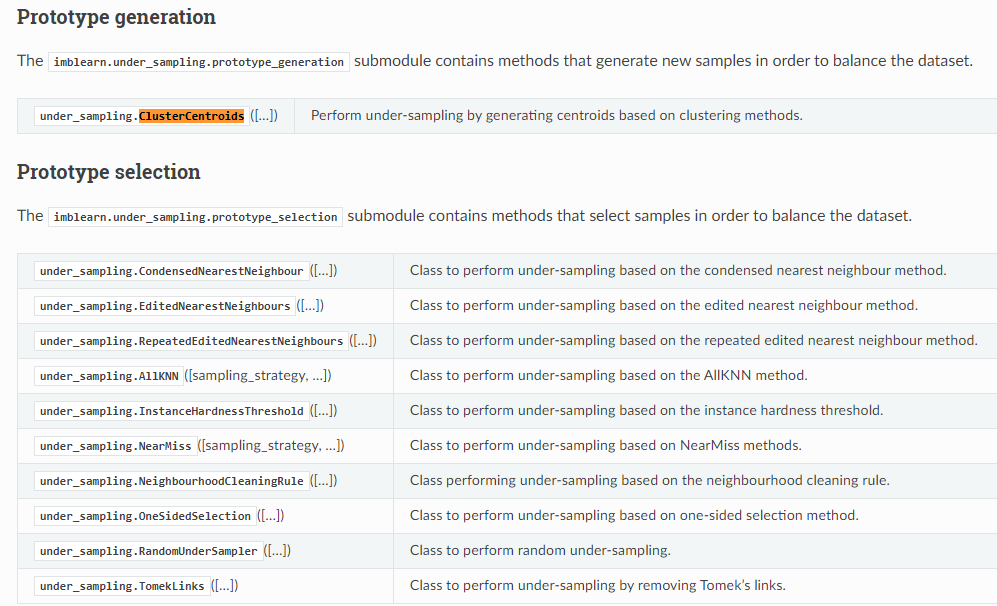 Prototype generation
The imblearn.under_sampling.prototype_generation submodule contains methods that generate new samples in order to balance the dataset.
under_sampling.ClusterCentroids ([...]) Perform under-sampling by generating centroids based on clustering methods.
Prototype selection
The imblearn.under_sampling.prototype_selection submodule contains methods that select samples in order to balance the dataset.
under_sampling.CondensedNearestNeighbour ([...]) Class to perform under-sampling based on the condensed nearest neighbour method.
under_sampling.EditedNearestNeighbours ([...]) Class to perform under-sampling based on the edited nearest neighbour method.
under_sampling.RepeatedEditedNearestNeighbours ([...]) Class to perform under-sampling based on the repeated edited nearest neighbour method.
under_sampling.AllKNN ([sampling_strategy, ...]) Class to perform under-sampling based on the AllKNN method.
under_sampling.InstanceHardnessThreshold ([...]) Class to perform under-sampling based on the instance hardness threshold.
under_sampling.NearMiss ([sampling_strategy, ...]) Class to perform under-sampling based on NearMiss methods.
under_sampling.NeighbourhoodCleaningRule ([...]) Class performing under-sampling based on the neighbourhood cleaning rule.
under_sampling.OneSidedSelection ([...]) Class to perform under-sampling based on one-sided selection method.
under_sampling.RandomUnderSampler ([...]) Class to perform random under-sampling.
under_sampling.TomekLinks ([...]) Class to perform under-sampling by removing Tomek’s links.